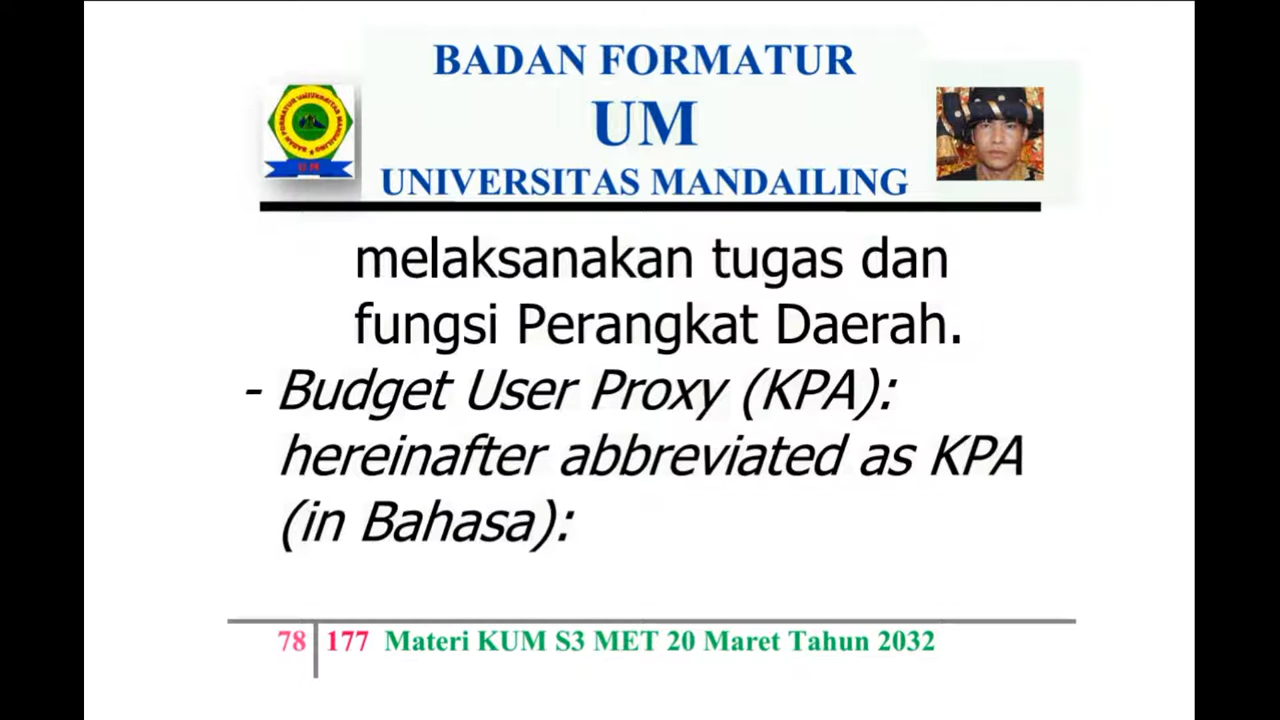 BADAN FORMATUR
UM
UNIVERSITAS MANDAILING
melaksanakan tugas dan
fungsi Perangkat Daerah.
- Budget User Proxy (KPA):
hereinafter abbreviated as KPA
(in Bahasa):
78 177 Materi KUM S3 MET 20 Maret Tahun 2032